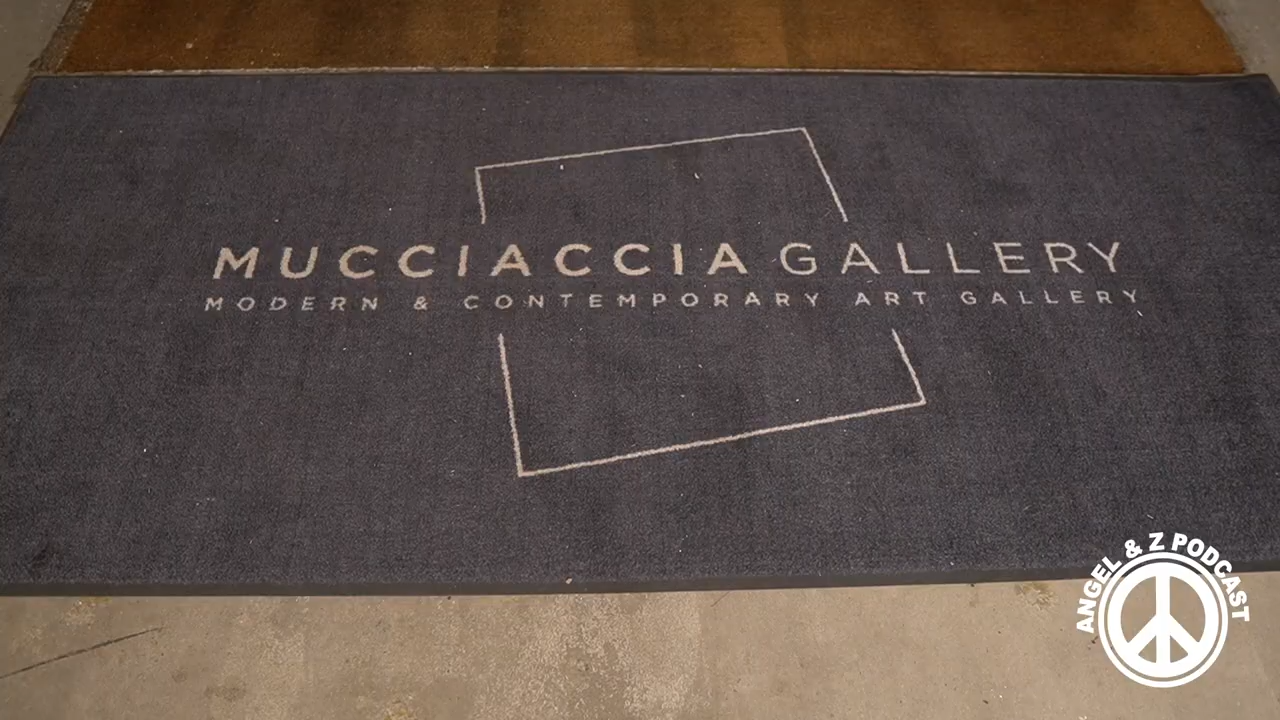 MUCCIACCIA GALLERY
MODERN & CONTEMPORARY ART GALLERY
ANGEL & Z PODCAST